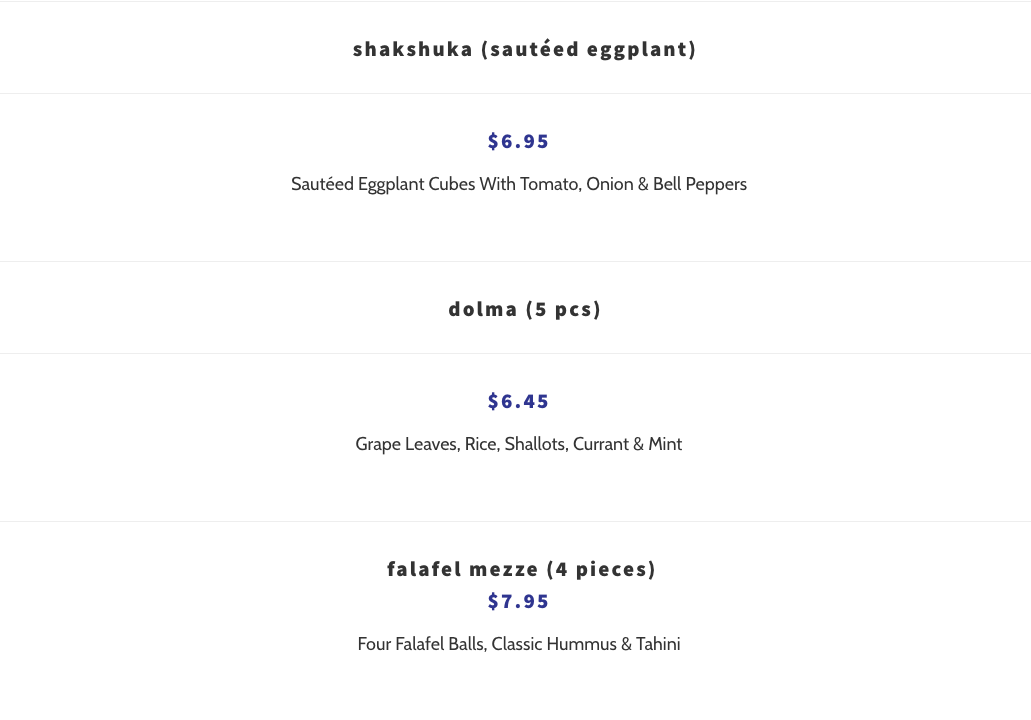 shakshuka (sautéed eggplant)
$6.95
Sautéed Eggplant Cubes With Tomato, Onion & Bell Peppers
dolma (5 pcs)
$6.45
Grape Leaves, Rice, Shallots, Currant & Mint
falafel mezze (4 pieces)
$7.95
Four Falafel Balls, Classic Hummus & Tahini